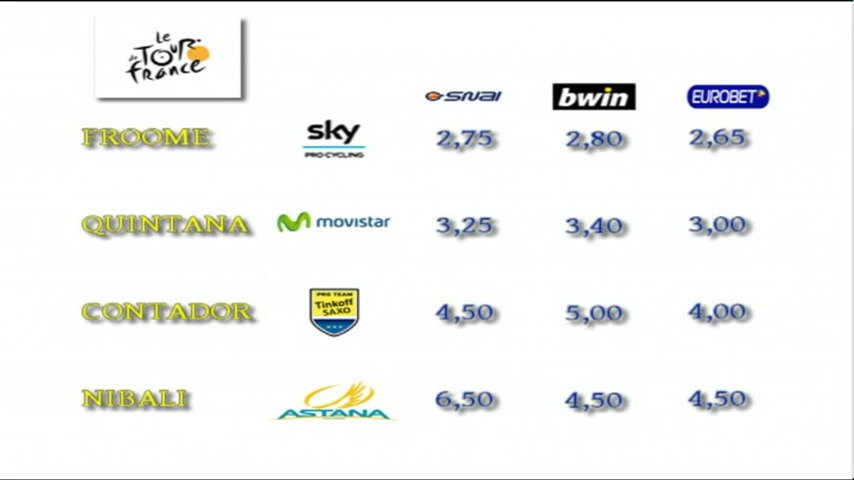 Le
de TOUR
france
SNAI bwin EUROBET
FROOME sky PRO CYCLING 2,75 2,80 2,65
QUINTANA movistar 3,25 3,40 3,00
CONTADOR PRO TEAM Tinkoff SAXO 4,50 5,00 4,00
NIBALI ASTANA 6,50 4,50 4,50